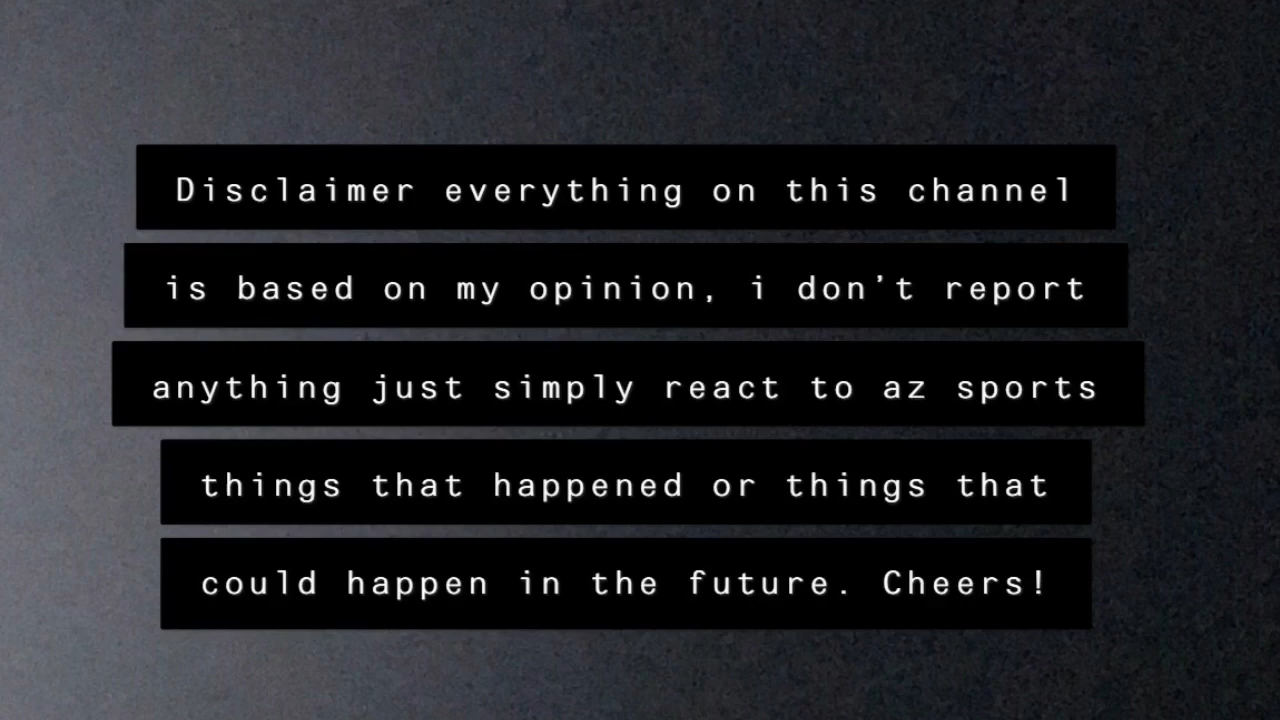 Disclaimer everything on this channel
is based on my opinion, i don’t report
anything just simply react to az sports
things that happened or things that
could happen in the future. Cheers!